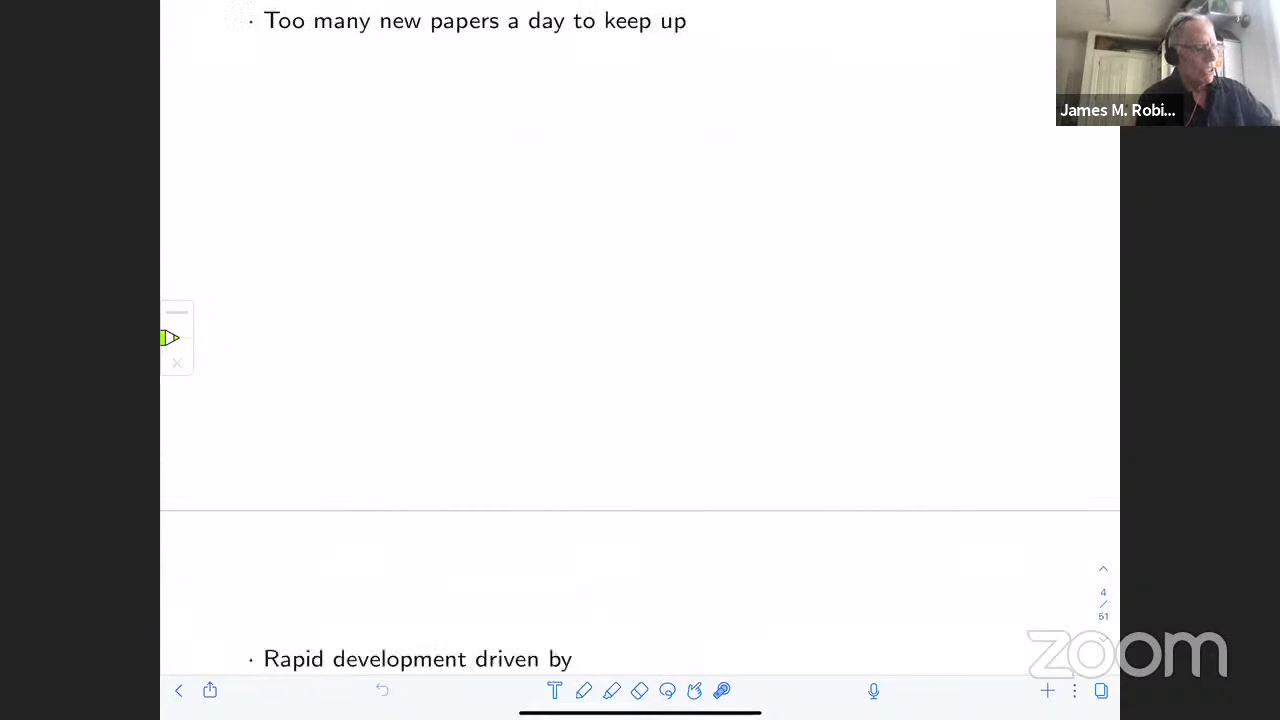 · Too many new papers a day to keep up
James M. Robi...
4
/
51
· Rapid development driven by
zoom